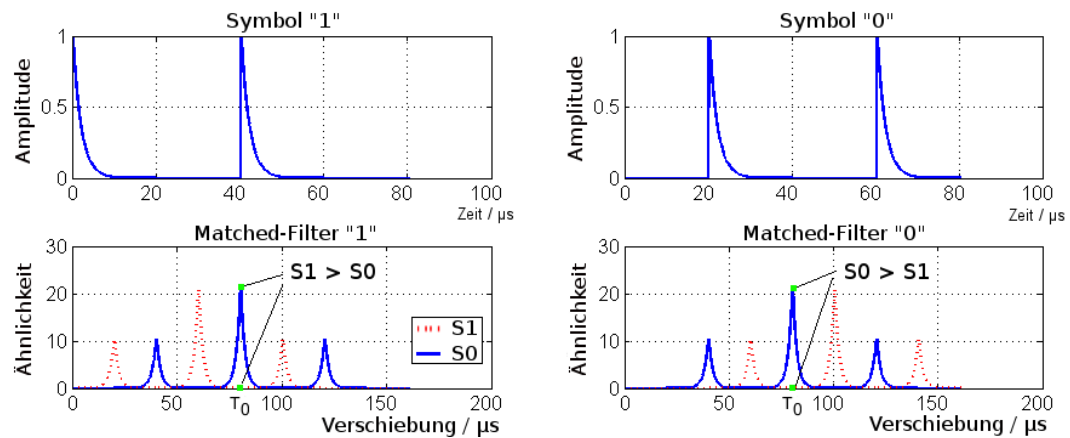 Symbol "1"
Amplitude
1
0.5
0
0 20 40 60 80 100
Zeit / µs
Symbol "0"
Amplitude
1
0.5
0
0 20 40 60 80 100
Zeit / µs
Matched-Filter "1"
Ähnlichkeit
30
20
10
0
S1 > S0
S1
S0
0 50 T0 100 150 200
Verschiebung / µs
Matched-Filter "0"
Ähnlichkeit
30
20
10
0
S0 > S1
0 50 T0 100 150 200
Verschiebung / µs